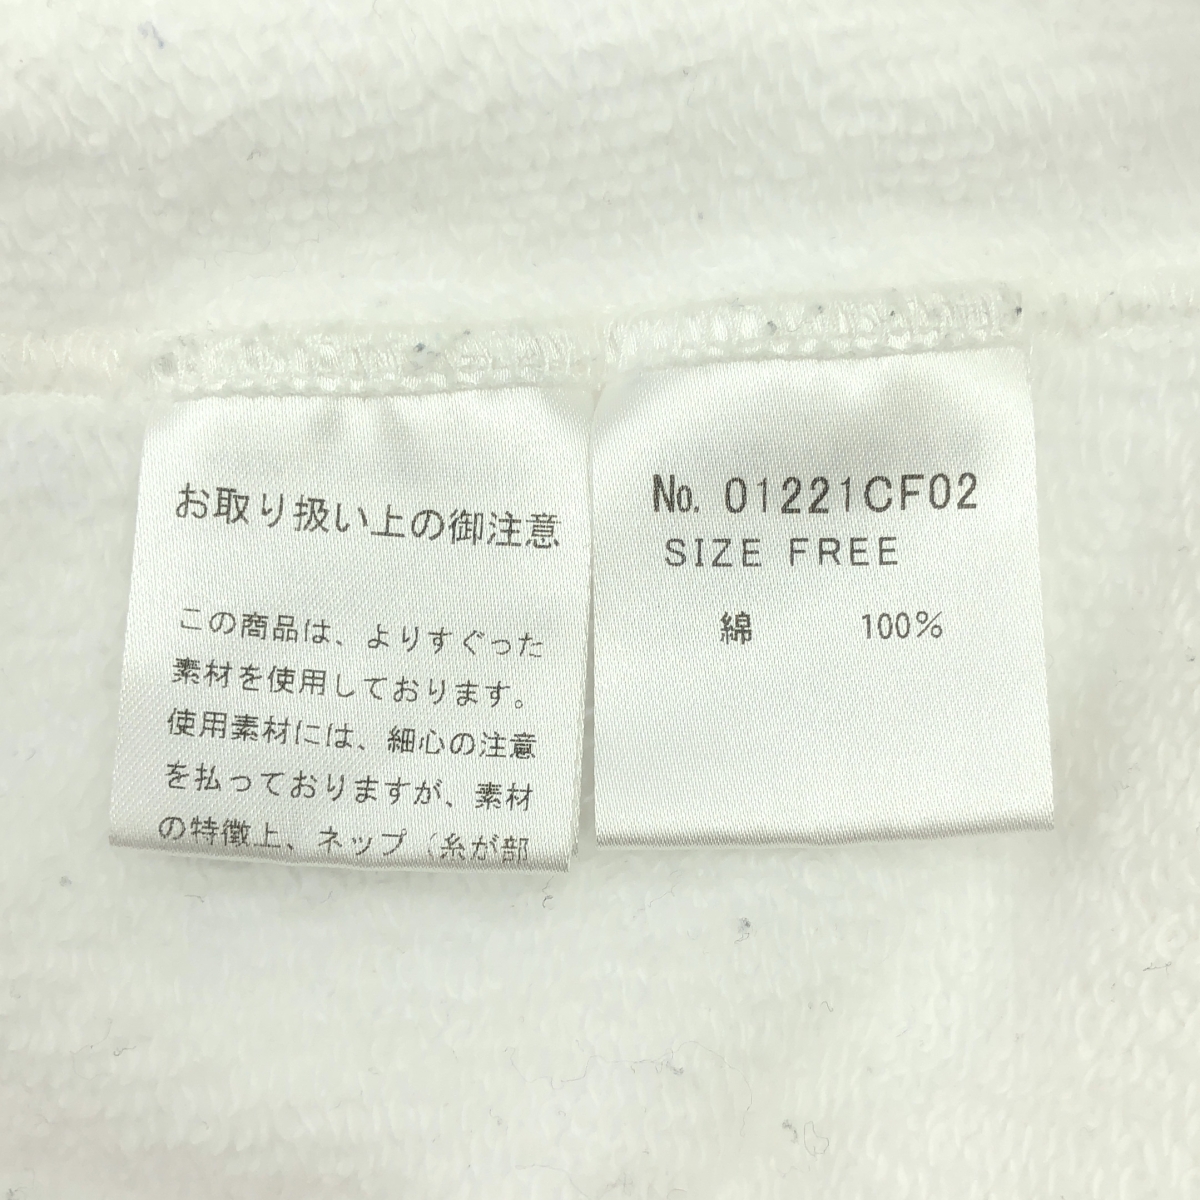 お取り扱い上の御注意
この商品は、よりすぐった
素材を使用しております。
使用素材には、細心の注意
を払っておりますが、素材
の特徴上、ネップ（糸が部
No. 01221CF02
SIZE FREE
綿 100%